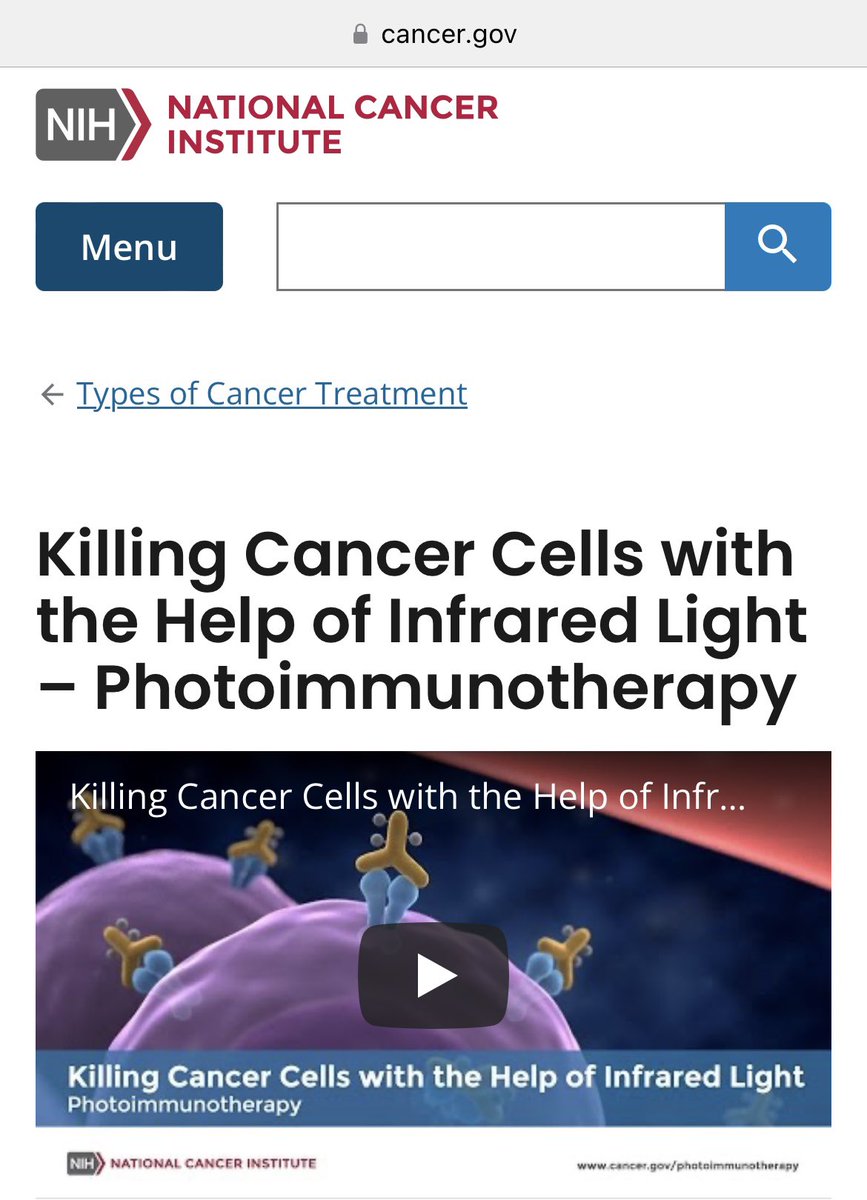 cancer.gov
NIH NATIONAL CANCER
INSTITUTE
Menu
Types of Cancer Treatment
Killing Cancer Cells with
the Help of Infrared Light
– Photoimmunotherapy
Killing Cancer Cells with the Help of Infr...
Killing Cancer Cells with the Help of Infrared Light
Photoimmunotherapy
NIH NATIONAL CANCER INSTITUTE
www.cancer.gov/photoimmunotherapy